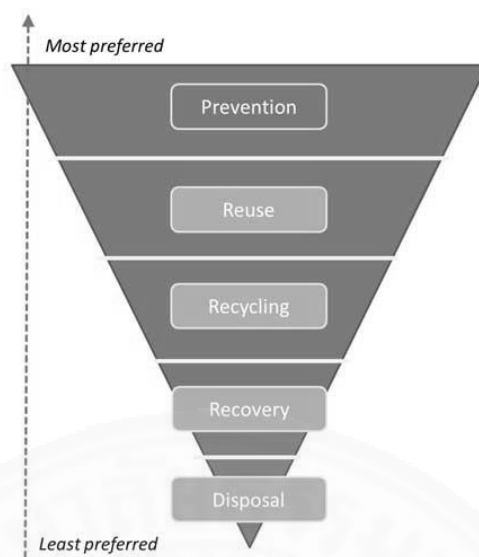 Most preferred
Prevention
Reuse
Recycling
Recovery
Disposal
Least preferred